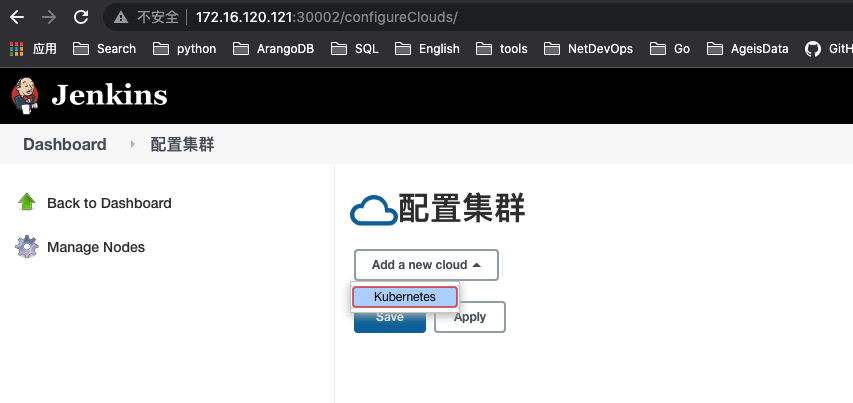 不安全 172.16.120.121:30002/configureClouds/
应用 Search python ArangoDB SQL English tools NetDevOps Go AgeisData GitH
Jenkins
Dashboard 配置集群
Back to Dashboard
Manage Nodes
配置集群
Add a new cloud
Kubernetes
Save Apply